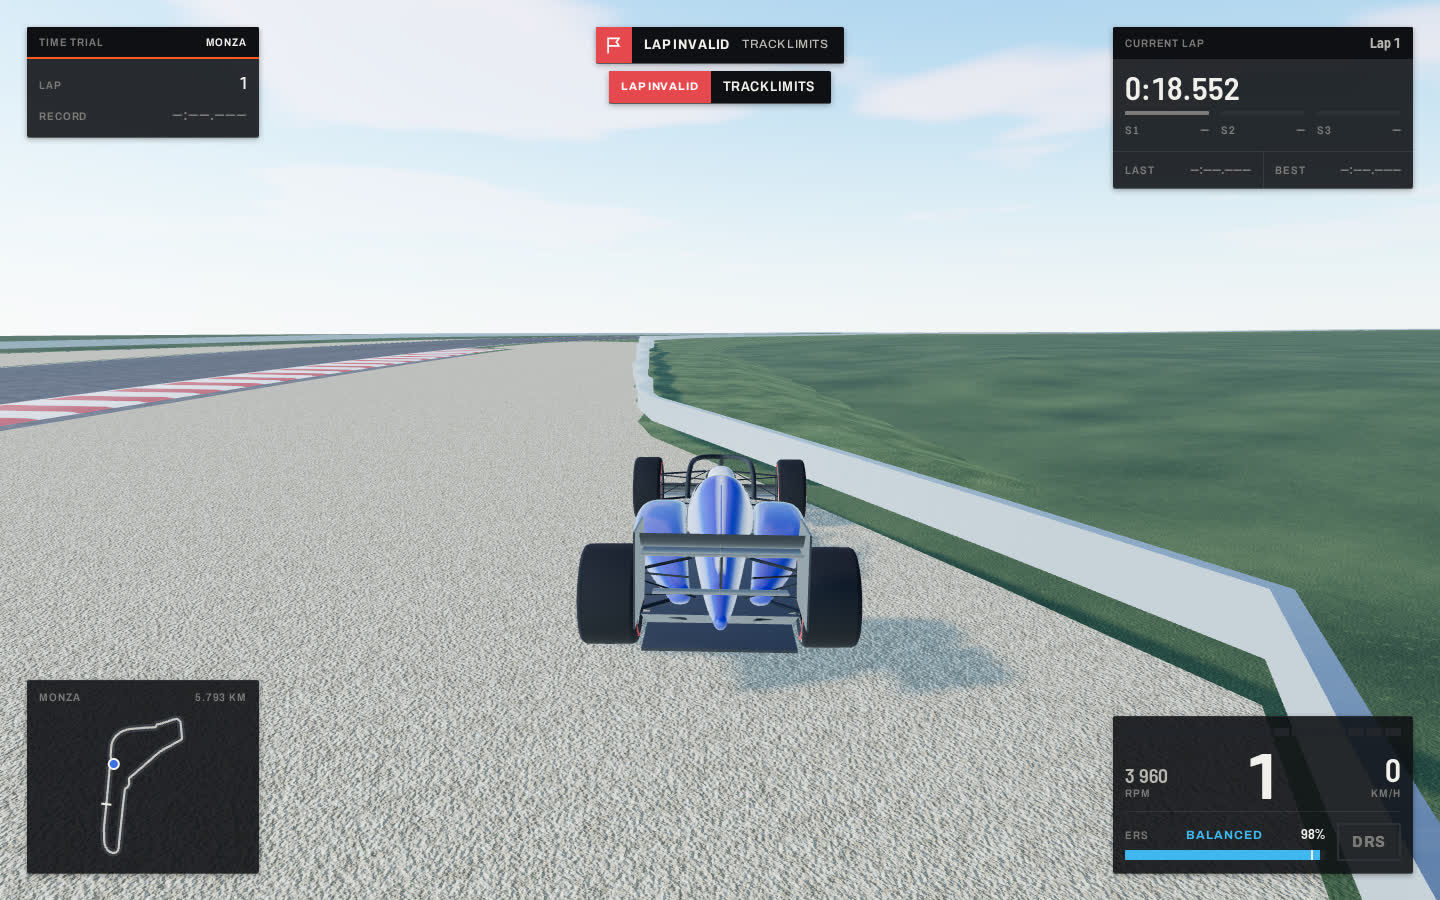 TIME TRIAL MONZA
LAP 1
RECORD —:——.———
LAP INVALID TRACK LIMITS
LAP INVALID TRACK LIMITS
CURRENT LAP Lap 1
0:18.552
S1 — S2 — S3 —
LAST —:——.——— BEST —:——.———
MONZA 5.793 KM
3 960 RPM
1
0 KM/H
ERS BALANCED 98% DRS